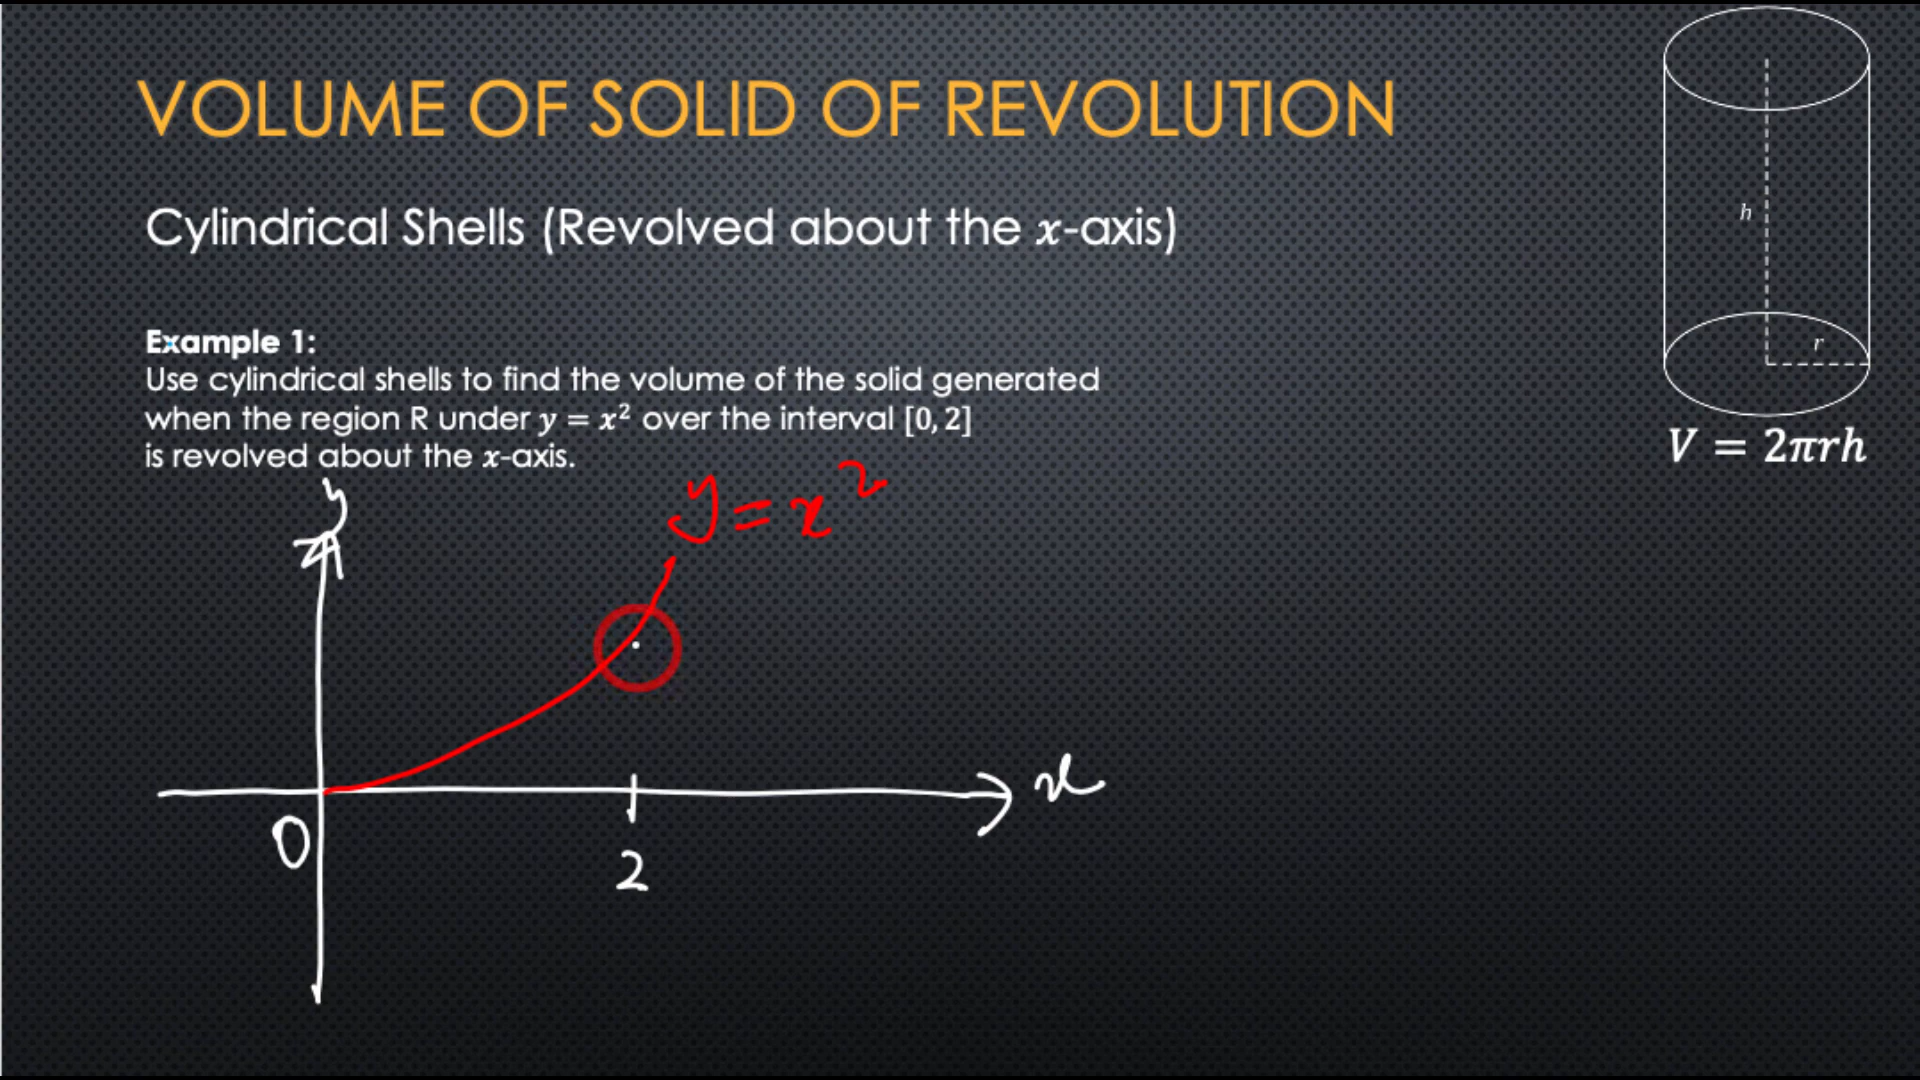 VOLUME OF SOLID OF REVOLUTION
Cylindrical Shells (Revolved about the x-axis)
Example 1:
Use cylindrical shells to find the volume of the solid generated
when the region R under y = x² over the interval [0, 2]
is revolved about the x-axis.
h
r
V = 2πrh
y
y = x²
x
0
2